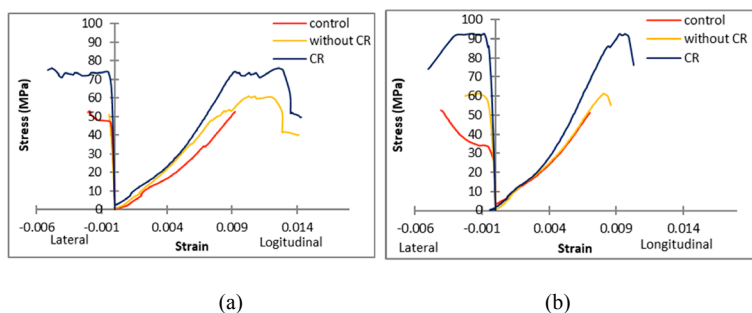 100
90
80
70
60
50
40
30
20
10
0
Stress (MPa)
control
without CR
CR
-0.006 -0.001 0.004 0.009 0.014
Lateral Strain Logitudinal
(a)
100
90
80
70
60
50
40
30
20
10
0
Stress (MPa)
control
without CR
CR
-0.006 -0.001 0.004 0.009 0.014
Lateral Strain Longitudinal
(b)